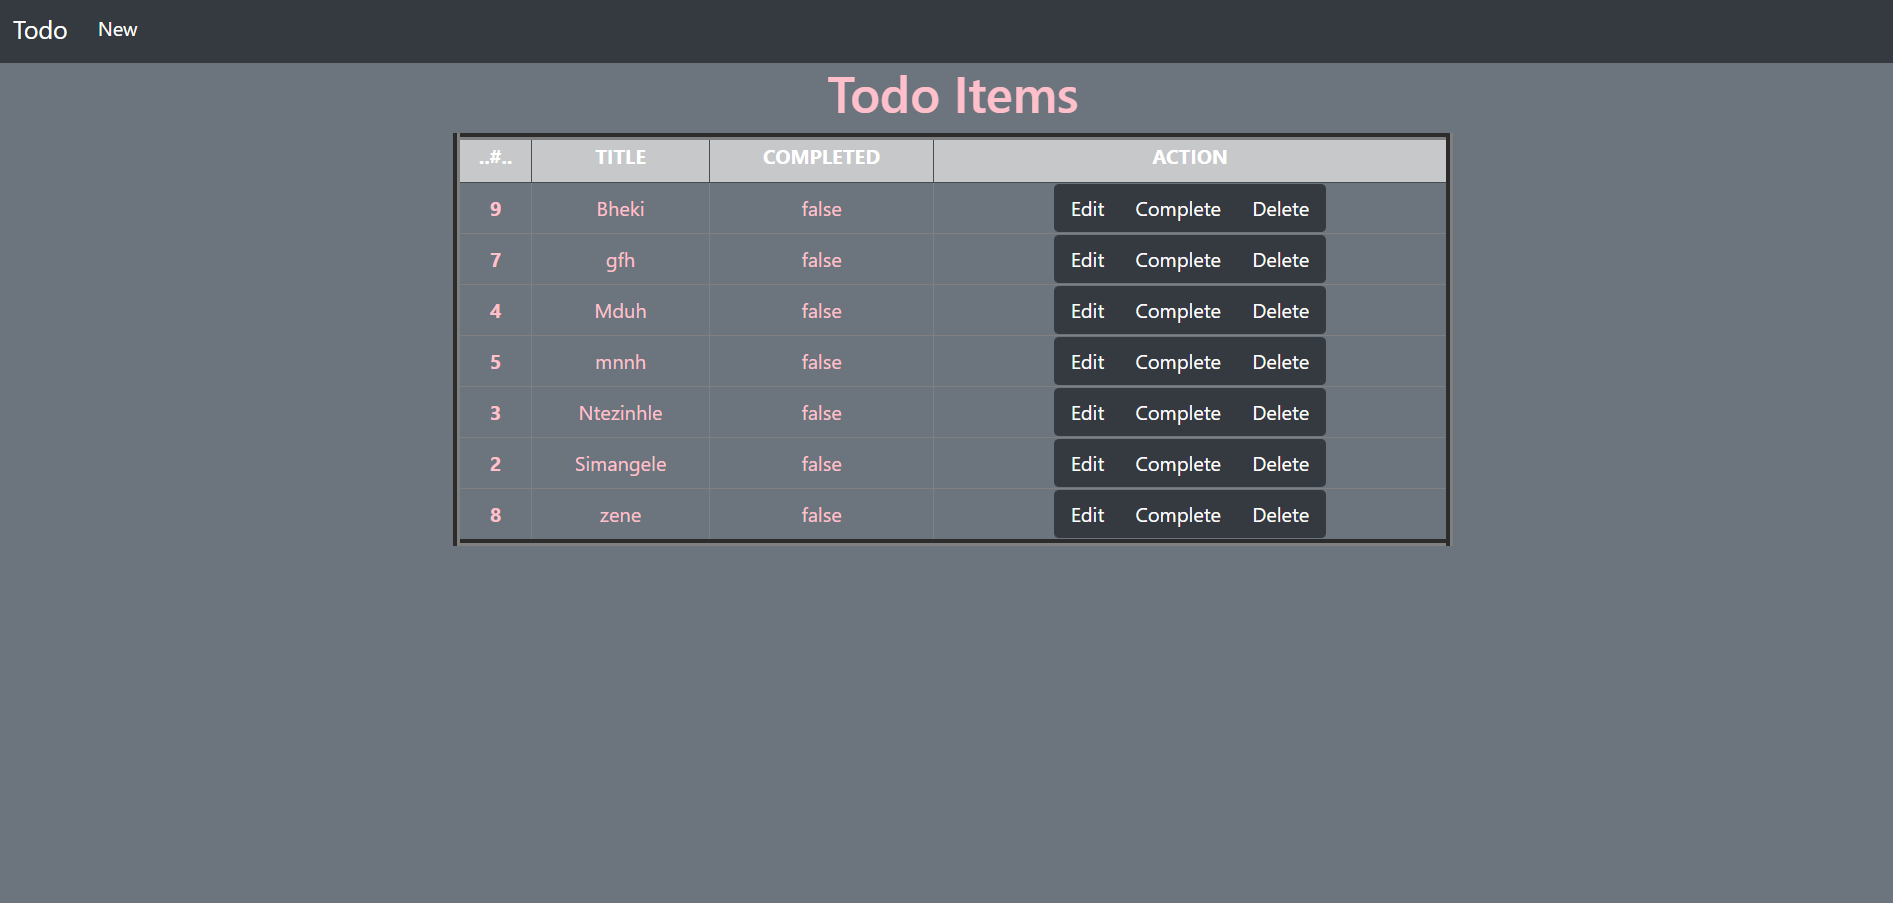 Todo New
Todo Items
..#.. TITLE COMPLETED ACTION
9 Bheki false Edit Complete Delete
7 gfh false Edit Complete Delete
4 Mduh false Edit Complete Delete
5 mnnh false Edit Complete Delete
3 Ntezinhle false Edit Complete Delete
2 Simangele false Edit Complete Delete
8 zene false Edit Complete Delete